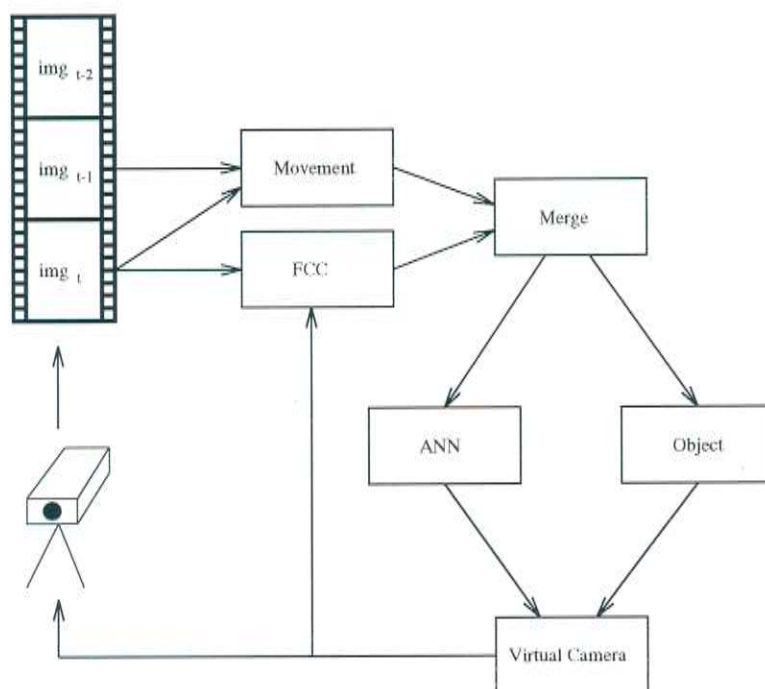 img t-2
img t-1
img t
Movement
FCC
Merge
ANN
Object
Virtual Camera